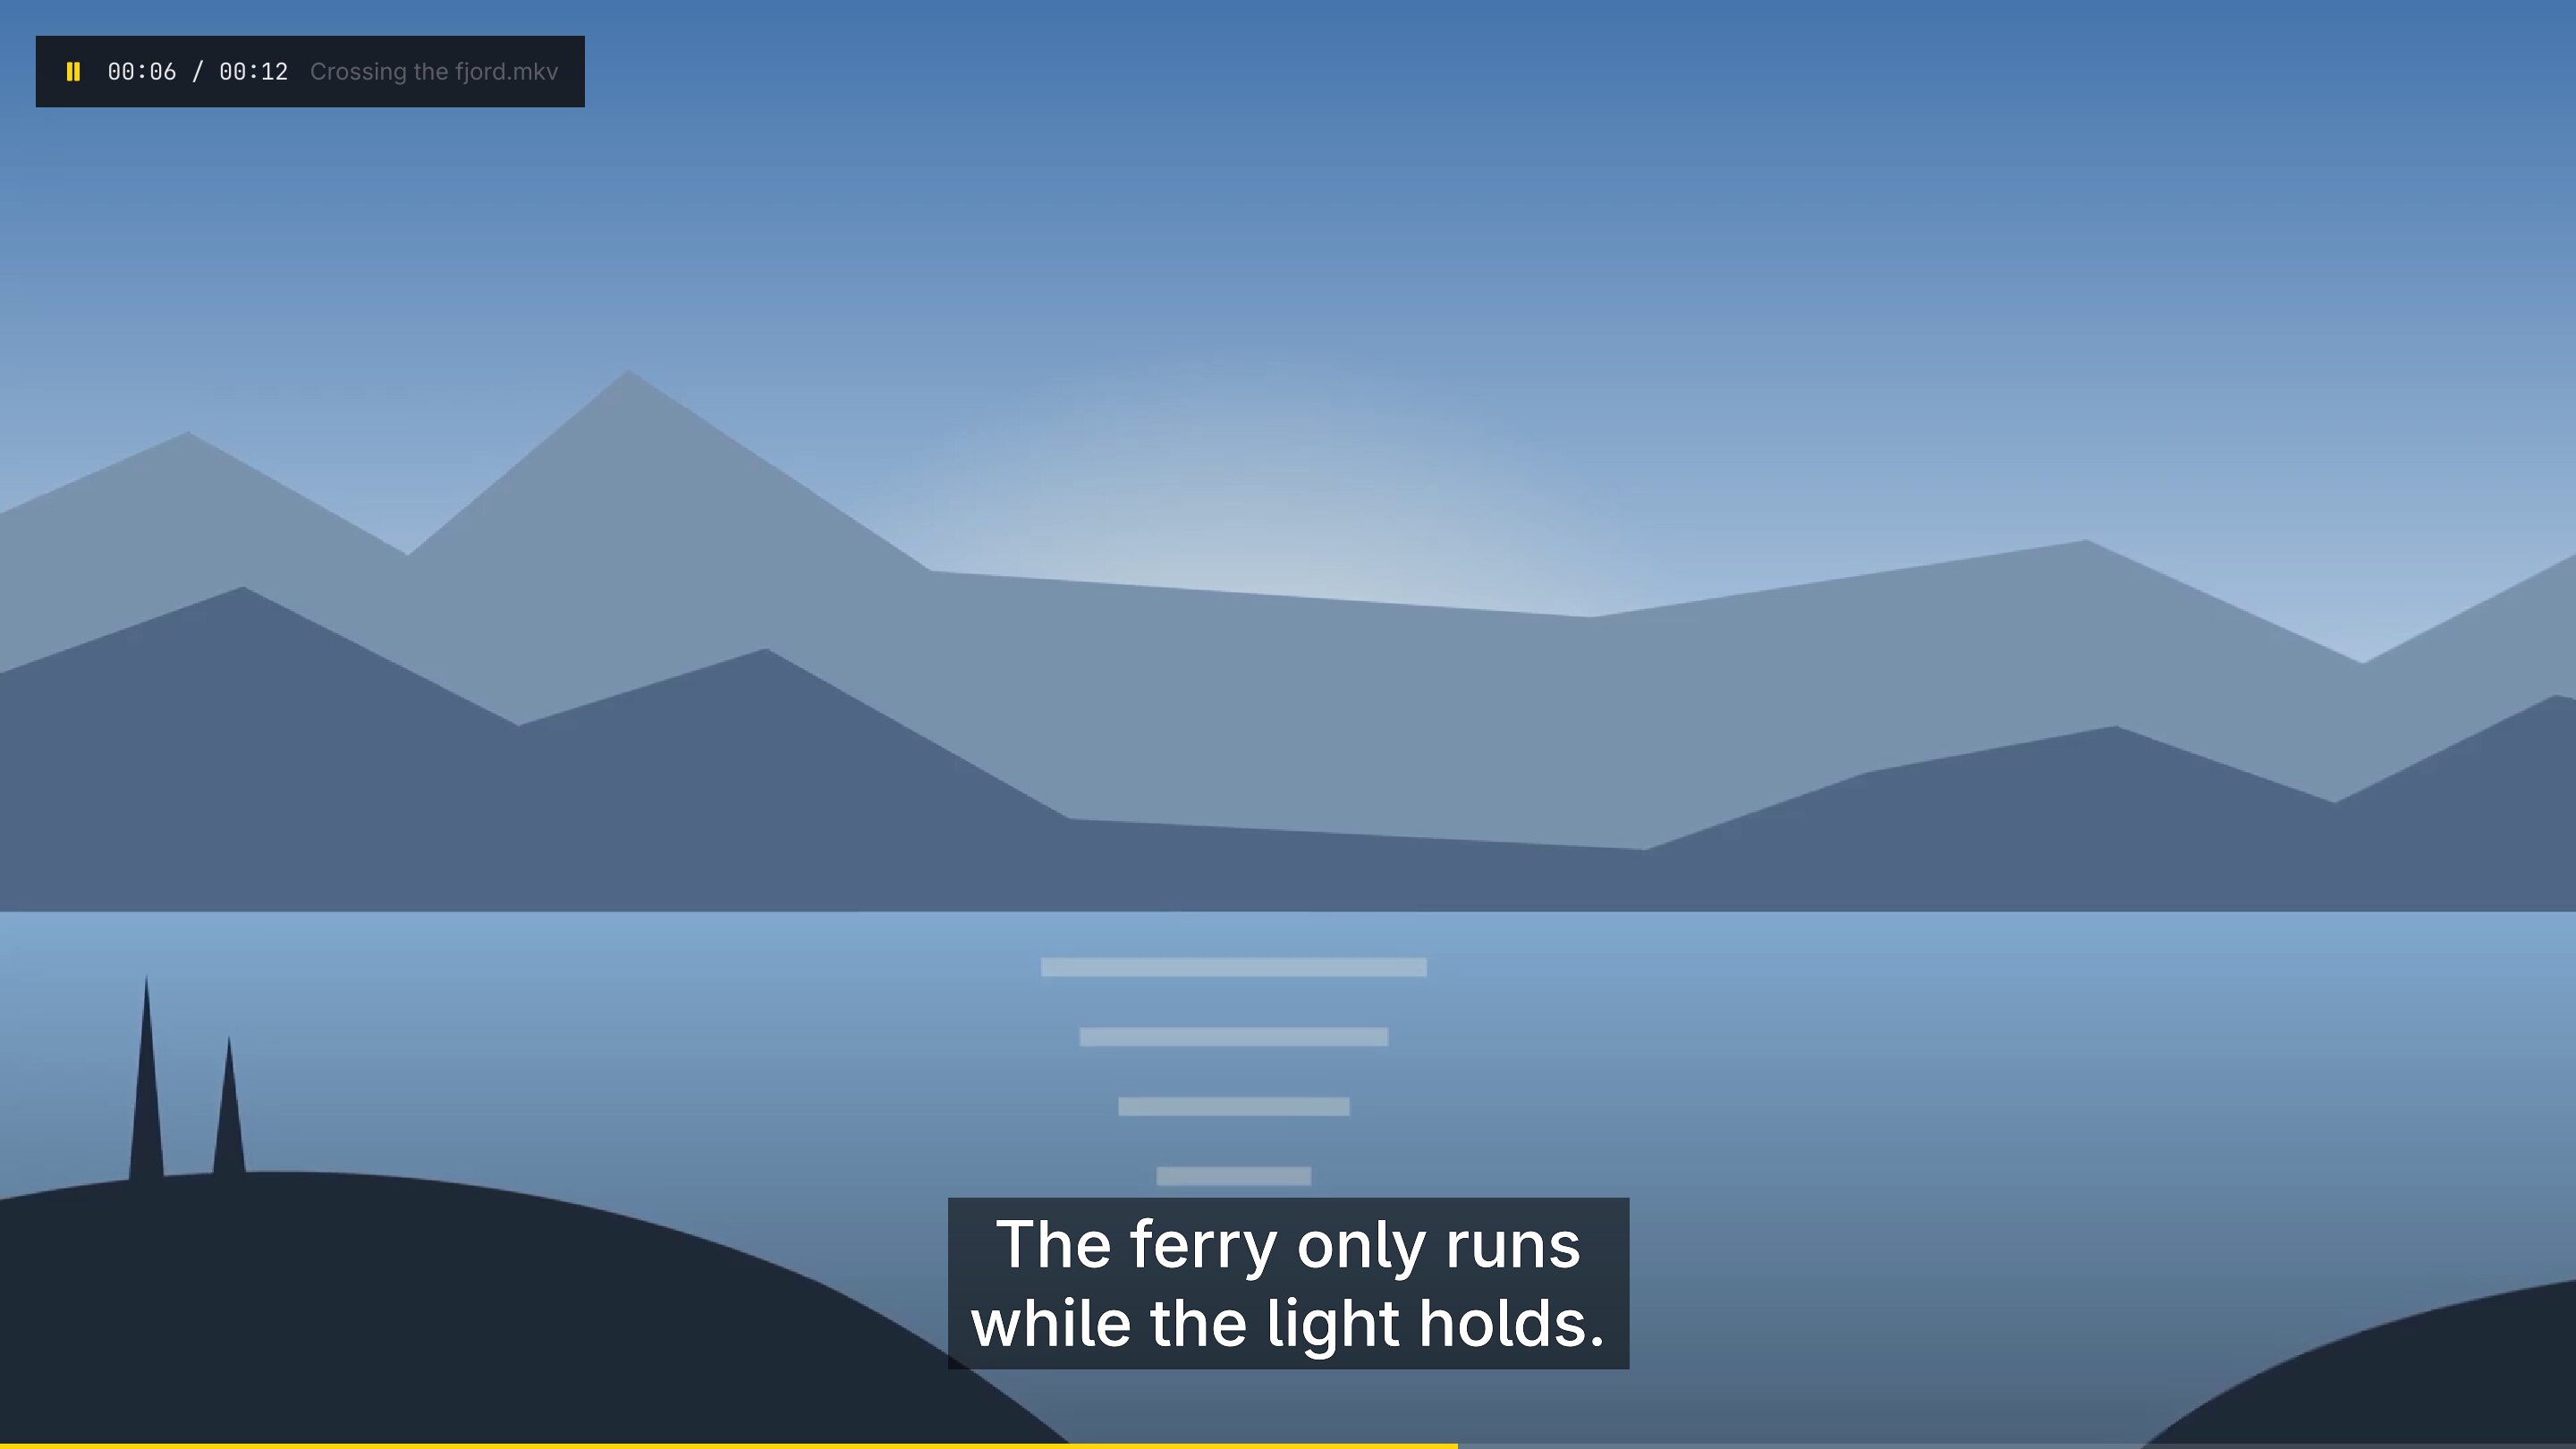 00:06 / 00:12 Crossing the fjord.mkv
The ferry only runs
while the light holds.